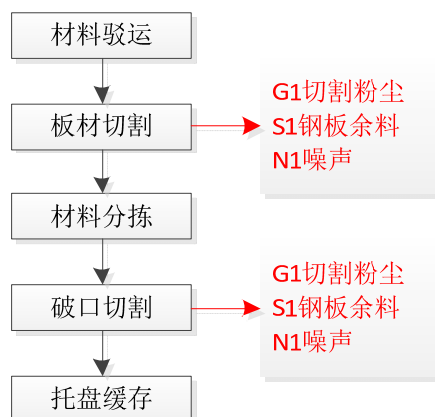 材料驳运
板材切割
G1切割粉尘
S1钢板余料
N1噪声
材料分拣
破口切割
G1切割粉尘
S1钢板余料
N1噪声
托盘缓存